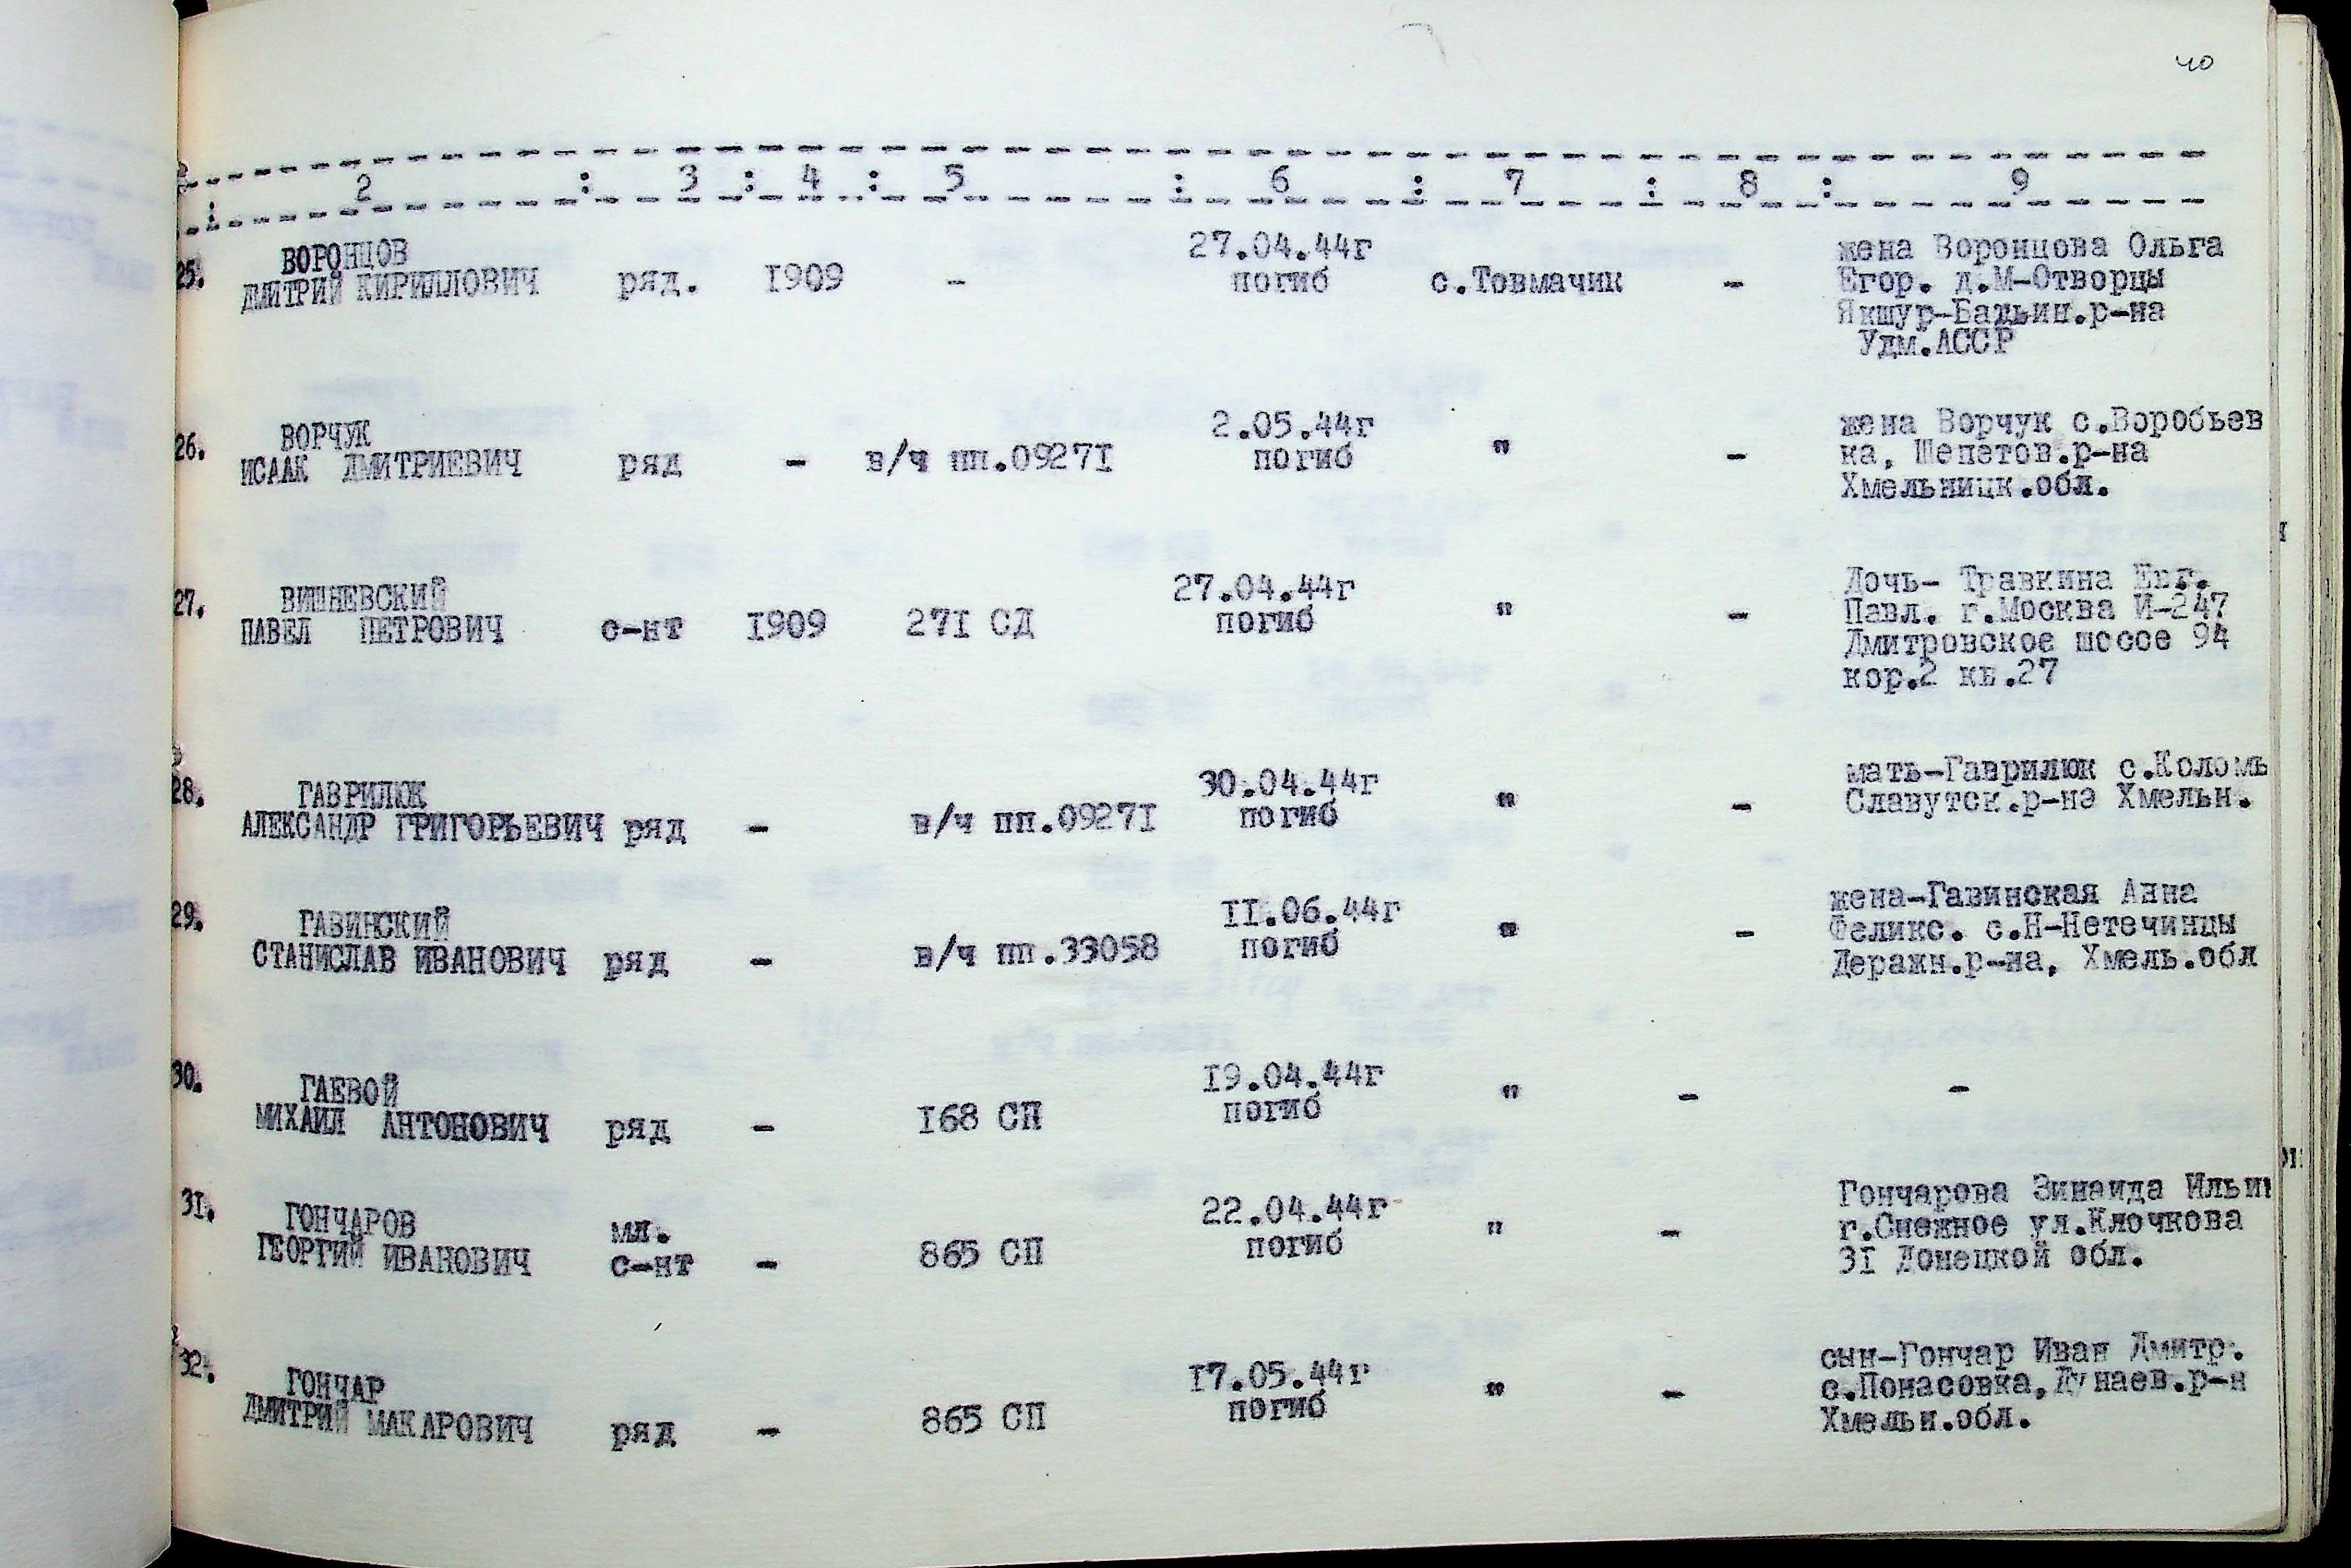 40
2 : 3 : 4 : 5 : 6 : 7 : 8 : 9
25. ВОРОНЦОВ
ДМИТРИЙ КИРИЛЛОВИЧ ряд. 1909 - 27.04.44г
погиб с.Товмачик - жена Воронцова Ольга
Егор. д.М-Отворцы
Якшур-Бадьин.р-на
Удм.АССР
26. ВОРЧУК
ИСААК ДМИТРИЕВИЧ ряд - в/ч пп.09271 2.05.44г
погиб " - жена Ворчук с.Воробьев
ка, Шепетов.р-на
Хмельницк.обл.
27. ВИШНЕВСКИЙ
ПАВЕЛ ПЕТРОВИЧ с-нт 1909 271 СД 27.04.44г
погиб " - Дочь- Травкина Евг.
Павл. г.Москва И-247
Дмитровское шоссе 94
кор.2 кв.27
28. ГАВРИЛЮК
АЛЕКСАНДР ГРИГОРЬЕВИЧ ряд - в/ч пп.09271 30.04.44г
погиб " - мать-Гаврилюк с.Коломь
Славутск.р-на Хмельн.
29. ГАВИНСКИЙ
СТАНИСЛАВ ИВАНОВИЧ ряд - в/ч пп.33058 11.06.44г
погиб " - жена-Гавинская Анна
Феликс. с.Н-Нетечинцы
Деражн.р-на, Хмель.обл
30. ГАЕВОЙ
МИХАИЛ АНТОНОВИЧ ряд - 168 СП 19.04.44г
погиб " - -
31. ГОНЧАРОВ
ГЕОРГИЙ ИВАНОВИЧ мл.
с-нт - 865 СП 22.04.44г
погиб " - Гончарова Зинаида Ильи
г.Снежное ул.Клочкова
31 Донецкой обл.
32. ГОНЧАР
ДМИТРИЙ МАКАРОВИЧ ряд - 865 СП 17.05.44г
погиб " - сын-Гончар Иван Дмитр.
с.Понасовка,Дунаев.р-н
Хмельн.обл.